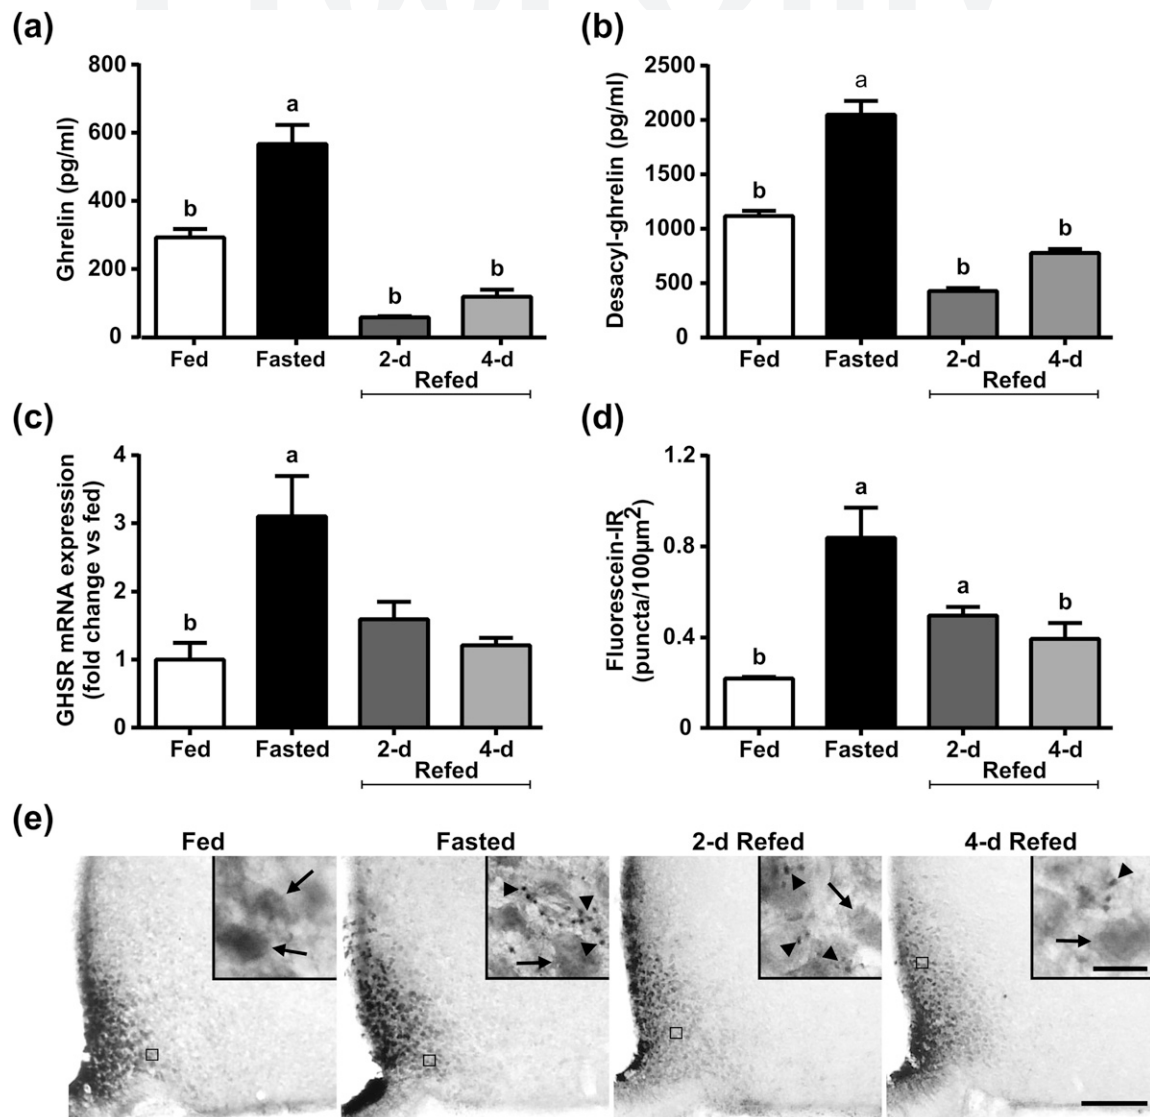 (a)
Ghrelin (pg/ml)
800
600
400
200
0
b
a
b
b
Fed Fasted 2-d 4-d
Refed
(b)
Desacyl-ghrelin (pg/ml)
2500
2000
1500
1000
500
0
b
a
b
b
Fed Fasted 2-d 4-d
Refed
(c)
GHSR mRNA expression
(fold change vs fed)
4
3
2
1
0
b
a
Fed Fasted 2-d 4-d
Refed
(d)
Fluorescein-IR
(puncta/100μm²)
1.2
0.8
0.4
0
b
a
a
b
Fed Fasted 2-d 4-d
Refed
(e)
Fed Fasted 2-d Refed 4-d Refed